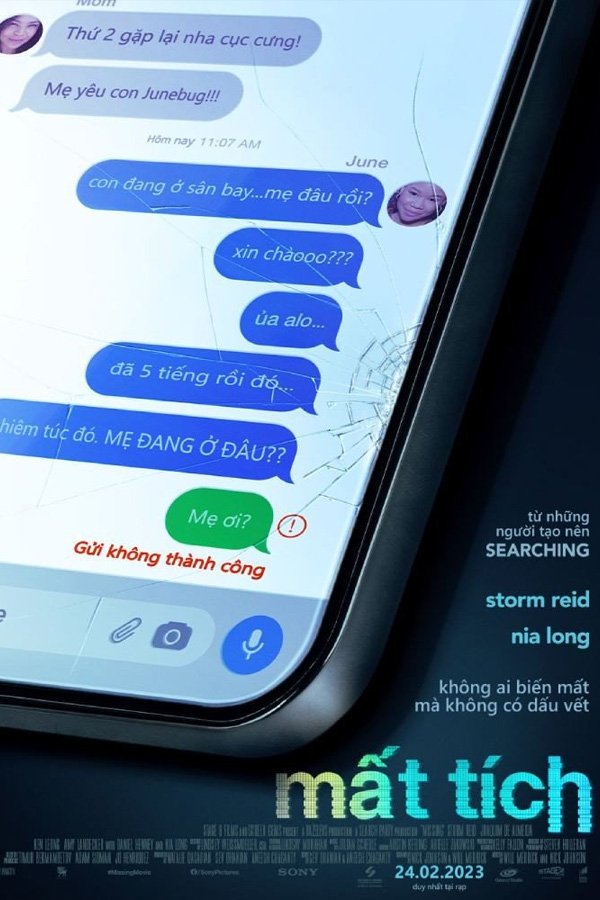 Mom
Thứ 2 gặp lại nha cục cưng!
Mẹ yêu con Junebug!!!
Hôm nay 11:07 AM
June
con đang ở sân bay...mẹ đâu rồi?
xin chàooo???
ủa alo...
đã 5 tiếng rồi đó...
hiêm túc đó. MẸ ĐANG Ở ĐÂU??
Mẹ ơi?
Gửi không thành công
từ những
người tạo nên
SEARCHING
storm reid
nia long
không ai biến mất
mà không có dấu vết
mất tích
#MissingMovie
/SonyPictures
SONY
24.02.2023
duy nhất tại rạp